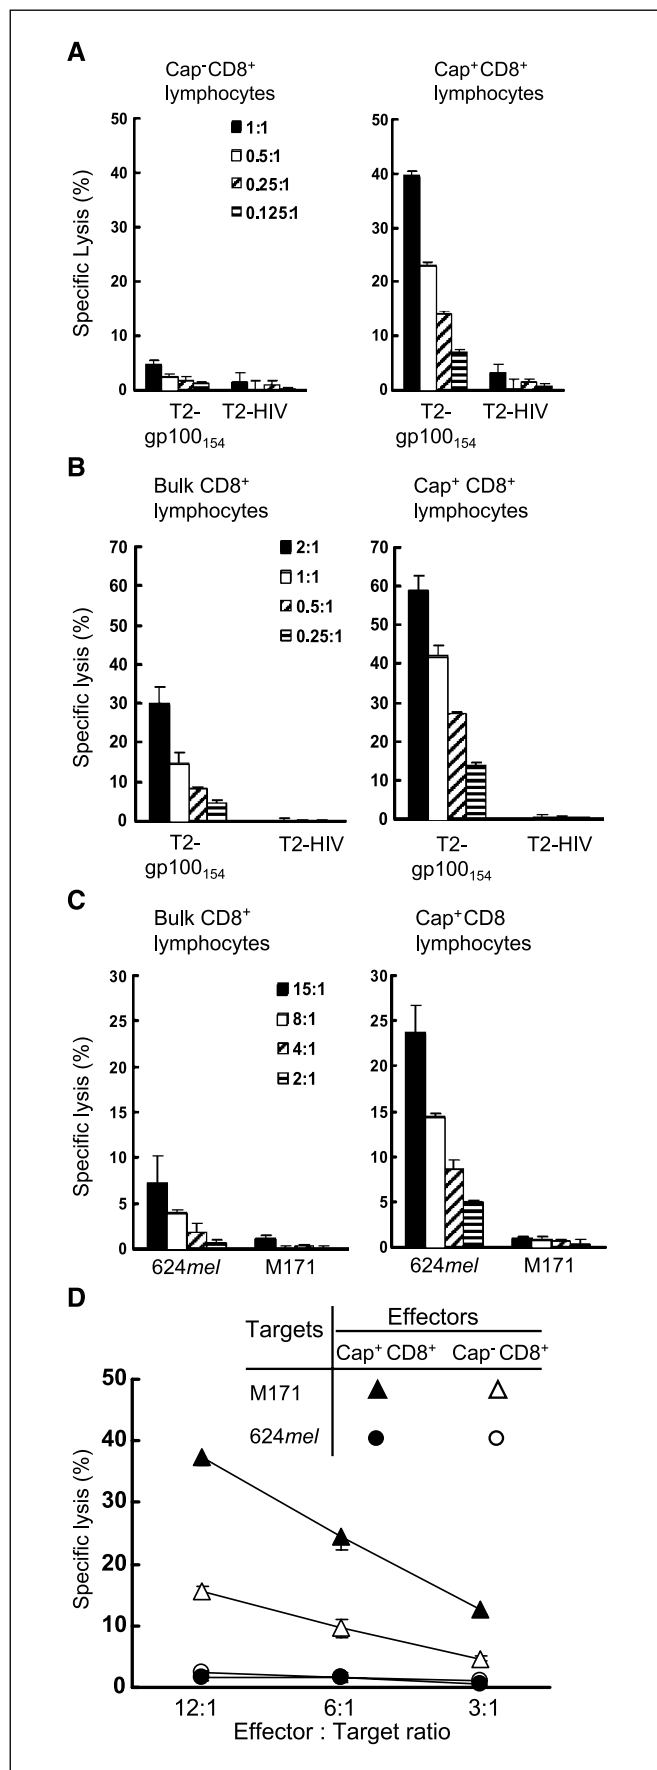 A
Cap-CD8+
lymphocytes
Cap+CD8+
lymphocytes
Specific Lysis (%)
50
40
30
20
10
0
1:1
0.5:1
0.25:1
0.125:1
50
40
30
20
10
0
T2-
gp100154
T2-HIV
T2-
gp100154
T2-HIV
B
Bulk CD8+
lymphocytes
Cap+ CD8+
lymphocytes
Specific lysis (%)
70
60
50
40
30
20
10
0
2:1
1:1
0.5:1
0.25:1
70
60
50
40
30
20
10
0
T2-
gp100154
T2-HIV
T2-
gp100154
T2-HIV
C
Bulk CD8+
lymphocytes
Cap+CD8
lymphocytes
Specific lysis (%)
30
25
20
15
10
5
0
15:1
8:1
4:1
2:1
30
25
20
15
10
5
0
624mel
M171
624mel
M171
D
Targets
Effectors
Cap+ CD8+
Cap- CD8+
M171
624mel
Specific lysis (%)
50
40
30
20
10
0
12:1
6:1
3:1
Effector : Target ratio